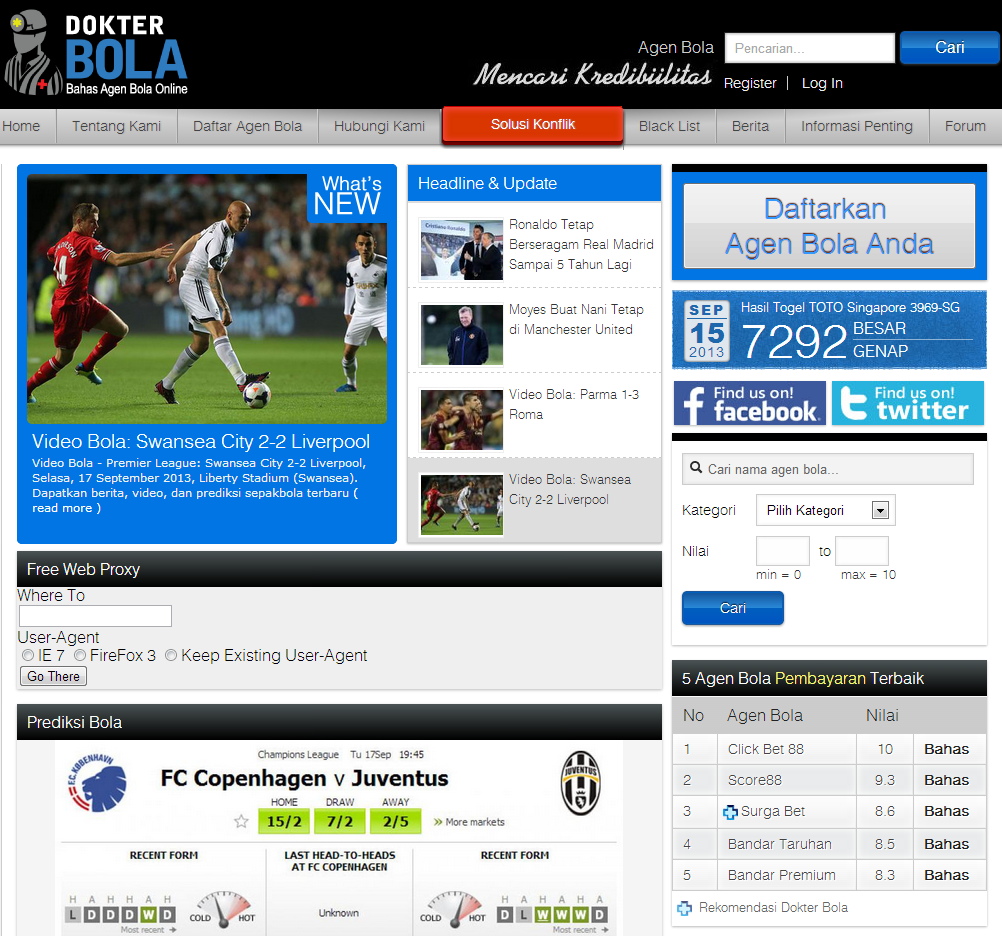 DOKTER
BOLA
Bahas Agen Bola Online
Agen Bola
Mencari Kredibiilitas
Pencarian...
Cari
Register | Log In
Home
Tentang Kami
Daftar Agen Bola
Hubungi Kami
Solusi Konflik
Black List
Berita
Informasi Penting
Forum
What's
NEW
Video Bola: Swansea City 2-2 Liverpool
Video Bola - Premier League: Swansea City 2-2 Liverpool,
Selasa, 17 September 2013, Liberty Stadium (Swansea).
Dapatkan berita, video, dan prediksi sepakbola terbaru (
read more )
Headline & Update
Ronaldo Tetap
Berseragam Real Madrid
Sampai 5 Tahun Lagi
Moyes Buat Nani Tetap
di Manchester United
Video Bola: Parma 1-3
Roma
Video Bola: Swansea
City 2-2 Liverpool
Daftarkan
Agen Bola Anda
SEP
15
2013
Hasil Togel TOTO Singapore 3969-SG
7292
BESAR
GENAP
Find us on!
facebook.
Find us on!
twitter
Cari nama agen bola...
Kategori
Pilih Kategori
Nilai
to
min = 0
max = 10
Cari
Free Web Proxy
Where To
User-Agent
IE 7 FireFox 3 Keep Existing User-Agent
Go There
Prediksi Bola
F.C. KØBENHAVN
Champions League Tu 17Sep 19:45
FC Copenhagen v Juventus
JUVENTUS
HOME DRAW AWAY
15/2 7/2 2/5
» More markets
RECENT FORM
LAST HEAD-TO-HEADS
AT FC COPENHAGEN
RECENT FORM
H A H A H A
L D D D W D
COLD HOT
Most recent
Unknown
COLD HOT
H A H A H A
D L W W W D
Most recent
5 Agen Bola Pembayaran Terbaik
No Agen Bola Nilai
1 Click Bet 88 10 Bahas
2 Score88 9.3 Bahas
3 Surga Bet 8.6 Bahas
4 Bandar Taruhan 8.5 Bahas
5 Bandar Premium 8.3 Bahas
Rekomendasi Dokter Bola